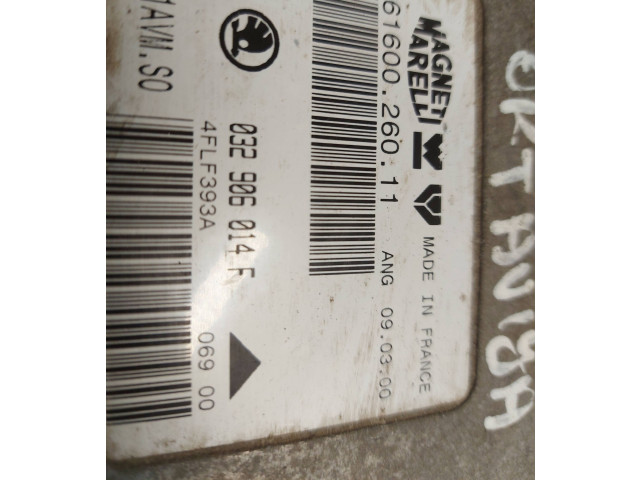 OKTAVIJA
MAGNETI
MARELLI
MADE IN FRANCE
61600.260.11 ANG 09.03.00
032 906 014 F
4FLF393A 069 00
1AVM.SO